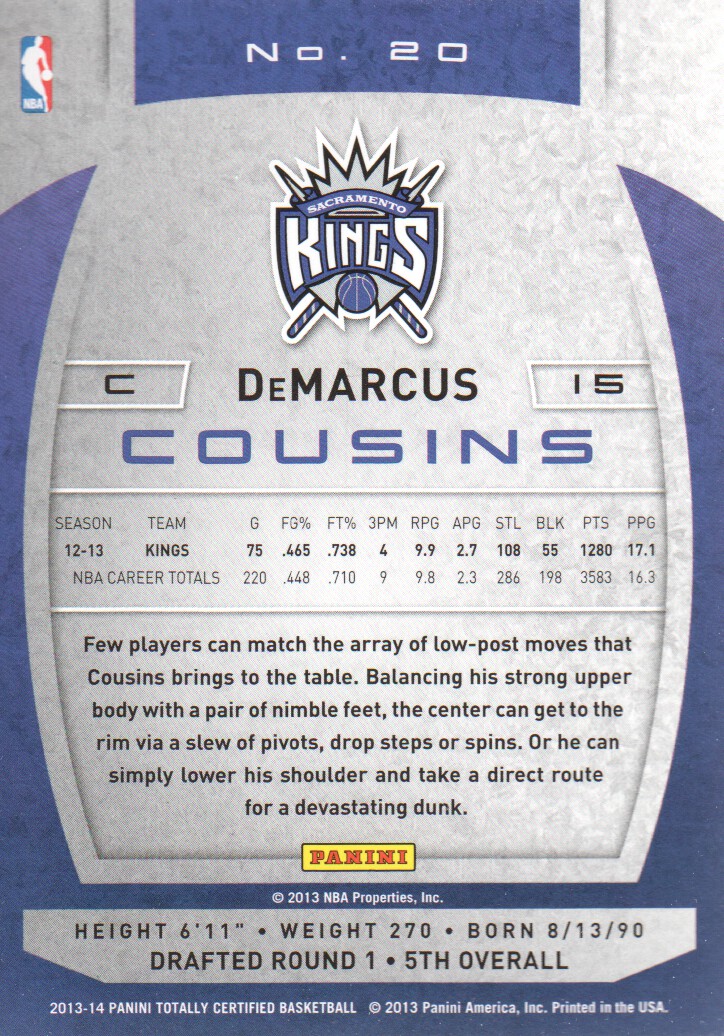 No. 20
NBA
SACRAMENTO
KINGS
C DeMARCUS 15
COUSINS
SEASON TEAM G FG% FT% 3PM RPG APG STL BLK PTS PPG
12-13 KINGS 75 .465 .738 4 9.9 2.7 108 55 1280 17.1
NBA CAREER TOTALS 220 .448 .710 9 9.8 2.3 286 198 3583 16.3
Few players can match the array of low-post moves that
Cousins brings to the table. Balancing his strong upper
body with a pair of nimble feet, the center can get to the
rim via a slew of pivots, drop steps or spins. Or he can
simply lower his shoulder and take a direct route
for a devastating dunk.
PANINI
© 2013 NBA Properties, Inc.
HEIGHT 6'11" • WEIGHT 270 • BORN 8/13/90
DRAFTED ROUND 1 • 5TH OVERALL
2013-14 PANINI TOTALLY CERTIFIED BASKETBALL © 2013 Panini America, Inc. Printed in the USA.